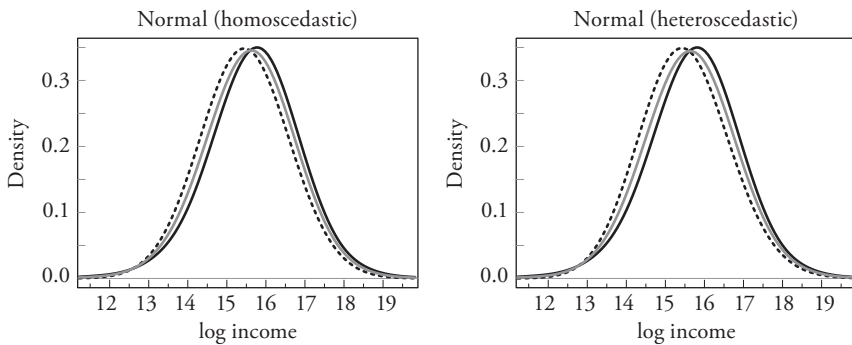 Normal (homoscedastic)
Density
0.3
0.2
0.1
0.0
12 13 14 15 16 17 18 19
log income
Normal (heteroscedastic)
Density
0.3
0.2
0.1
0.0
12 13 14 15 16 17 18 19
log income